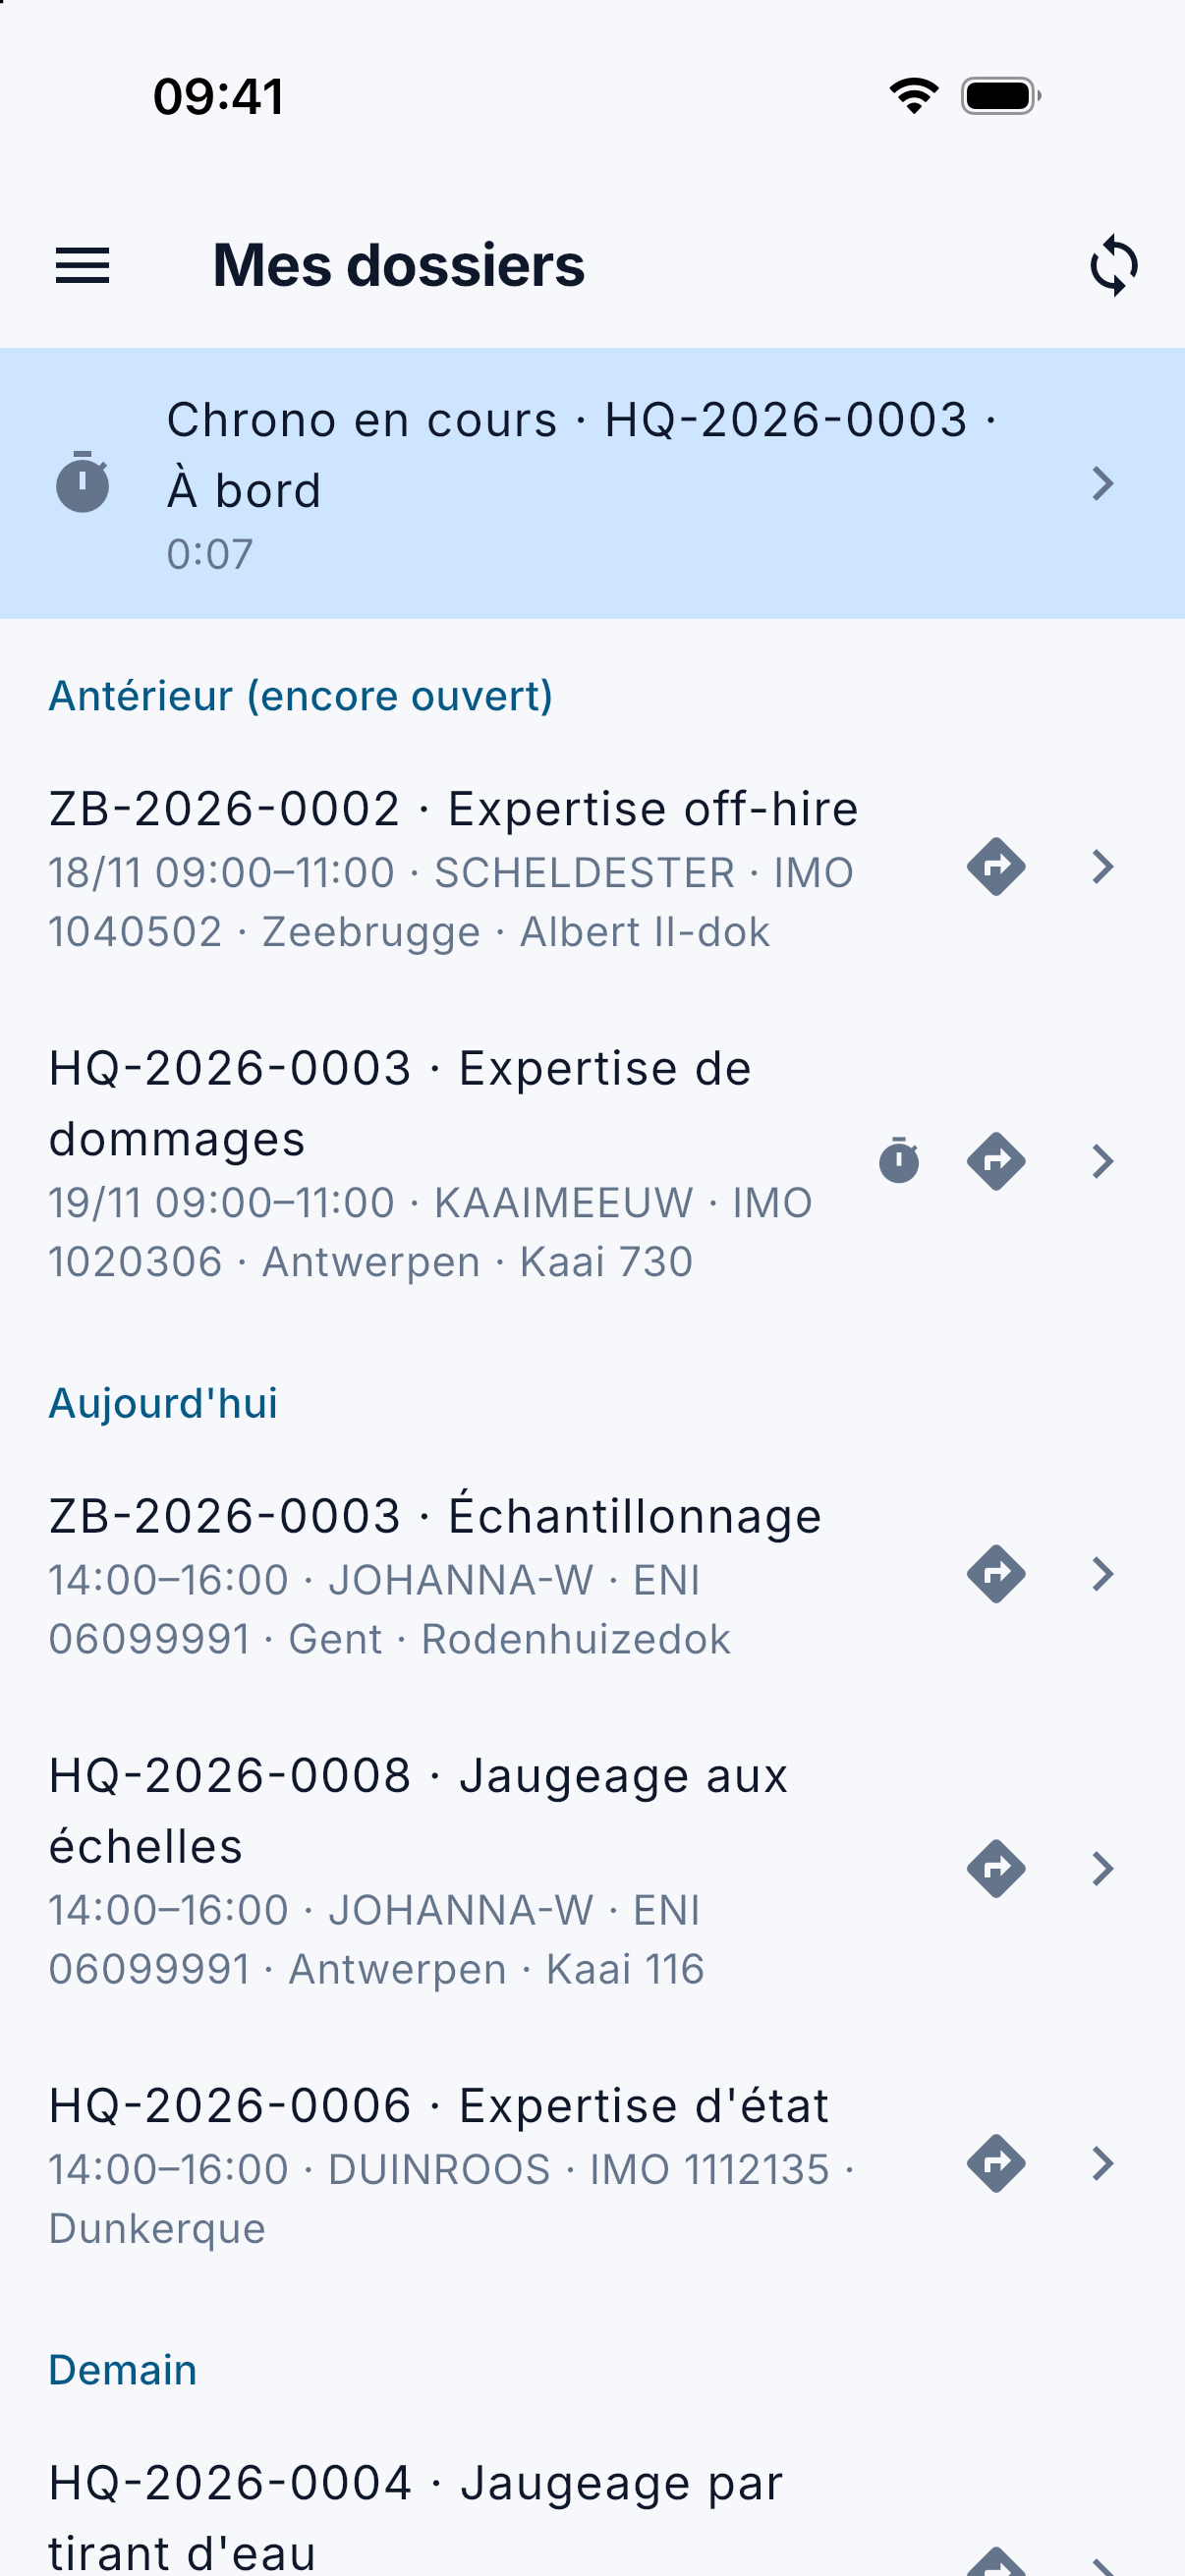 09:41
Mes dossiers
Chrono en cours · HQ-2026-0003 ·
À bord
0:07
Antérieur (encore ouvert)
ZB-2026-0002 · Expertise off-hire
18/11 09:00–11:00 · SCHELDESTER · IMO
1040502 · Zeebrugge · Albert II-dok
HQ-2026-0003 · Expertise de
dommages
19/11 09:00–11:00 · KAAIMEEUW · IMO
1020306 · Antwerpen · Kaai 730
Aujourd'hui
ZB-2026-0003 · Échantillonnage
14:00–16:00 · JOHANNA-W · ENI
06099991 · Gent · Rodenhuizedok
HQ-2026-0008 · Jaugeage aux
échelles
14:00–16:00 · JOHANNA-W · ENI
06099991 · Antwerpen · Kaai 116
HQ-2026-0006 · Expertise d'état
14:00–16:00 · DUINROOS · IMO 1112135 ·
Dunkerque
Demain
HQ-2026-0004 · Jaugeage par
tirant d'eau